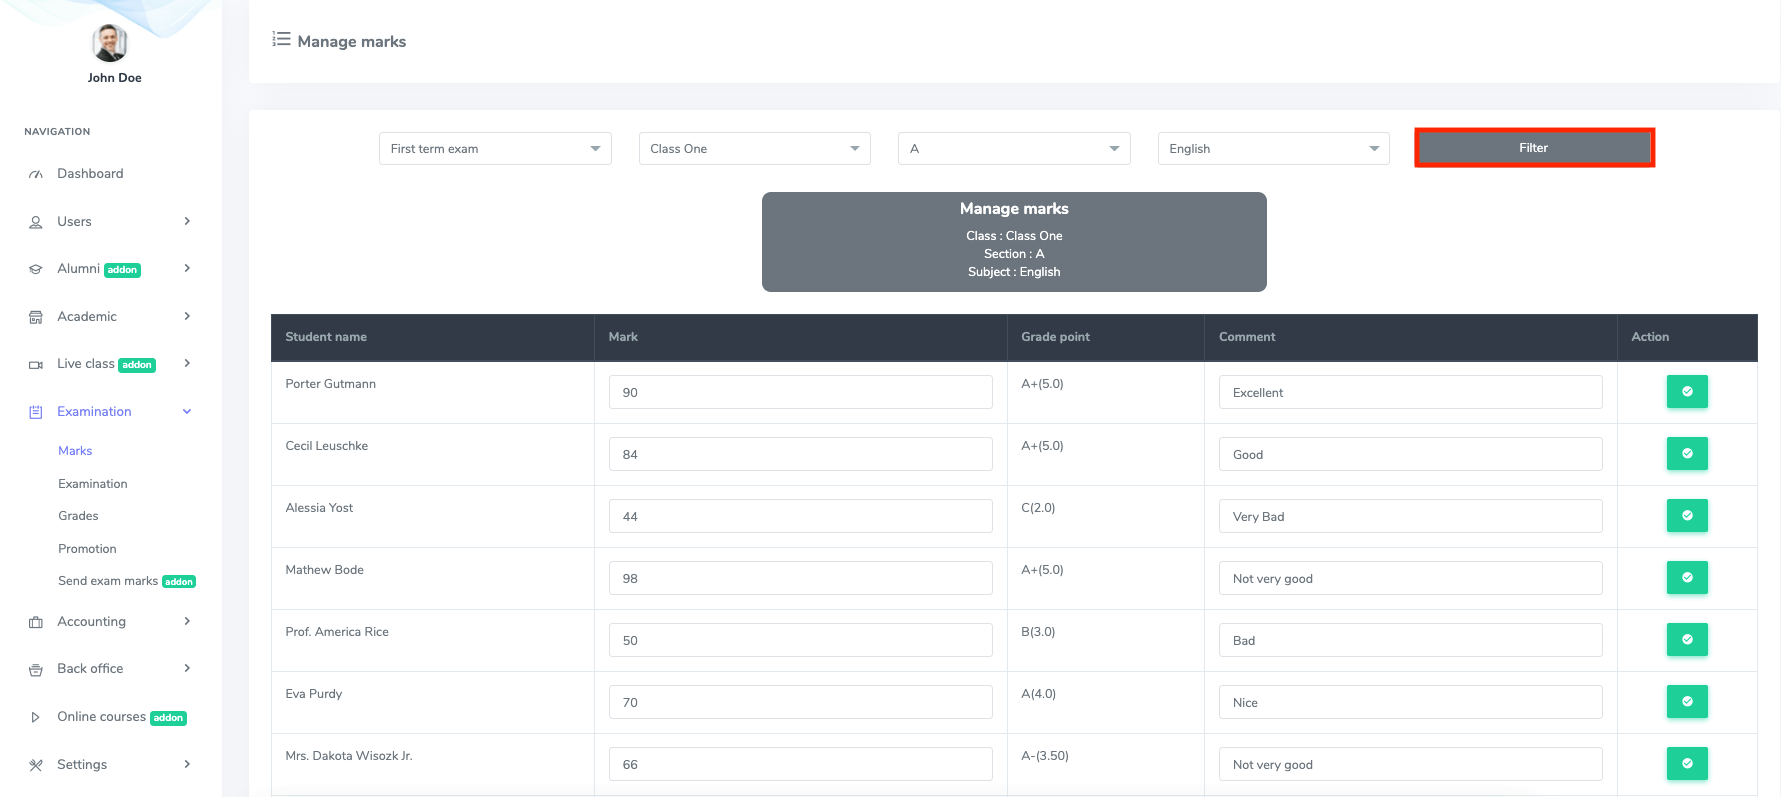 John Doe
NAVIGATION
Dashboard
Users
Alumni addon
Academic
Live class addon
Examination
Marks
Examination
Grades
Promotion
Send exam marks addon
Accounting
Back office
Online courses addon
Settings
Manage marks
First term exam Class One A English Filter
Manage marks
Class : Class One
Section : A
Subject : English
Student name Mark Grade point Comment Action
Porter Gutmann 90 A+(5.0) Excellent
Cecil Leuschke 84 A+(5.0) Good
Alessia Yost 44 C(2.0) Very Bad
Mathew Bode 98 A+(5.0) Not very good
Prof. America Rice 50 B(3.0) Bad
Eva Purdy 70 A(4.0) Nice
Mrs. Dakota Wisozk Jr. 66 A-(3.50) Not very good